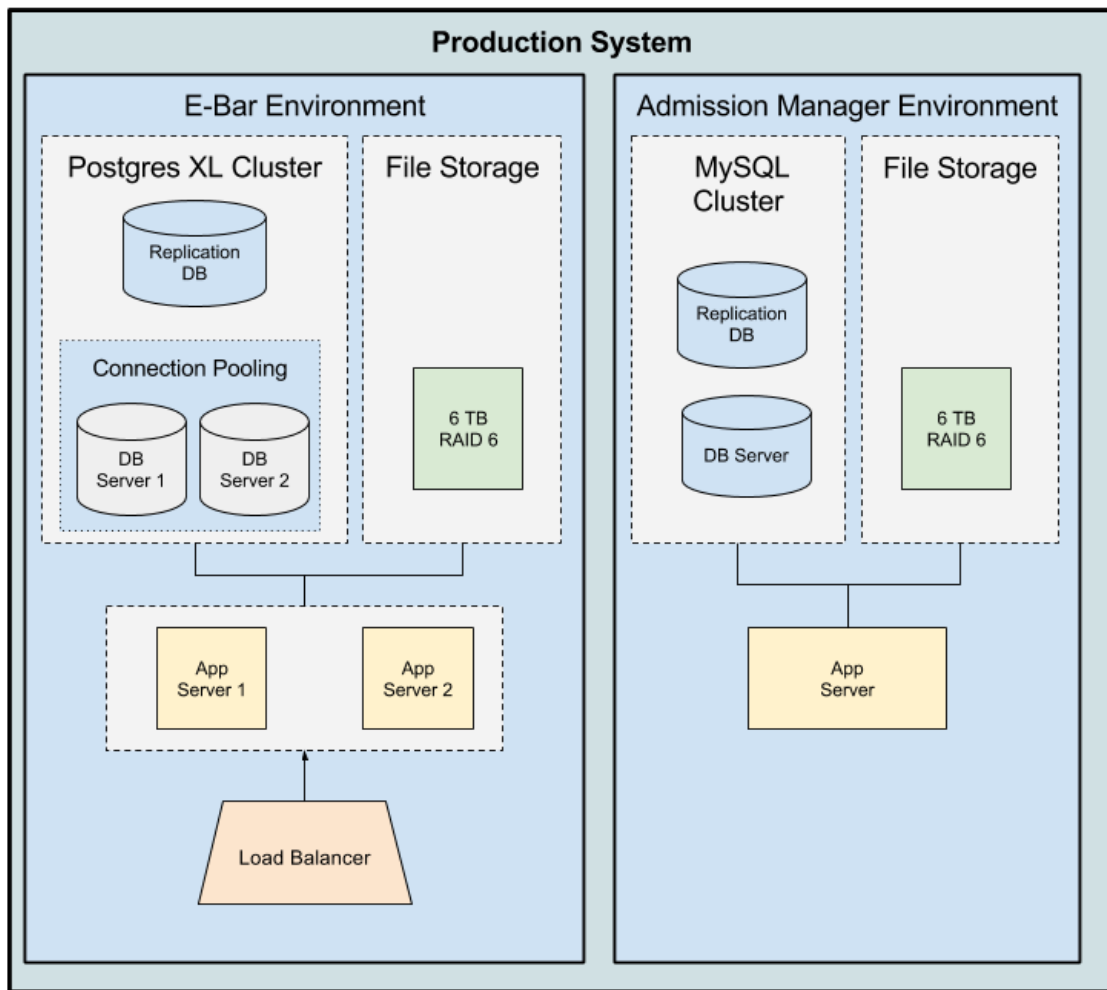 Production System
E-Bar Environment
Postgres XL Cluster
Replication
DB
Connection Pooling
DB
Server 1
DB
Server 2
File Storage
6 TB
RAID 6
App
Server 1
App
Server 2
Load Balancer
Admission Manager Environment
MySQL
Cluster
Replication
DB
DB Server
File Storage
6 TB
RAID 6
App
Server